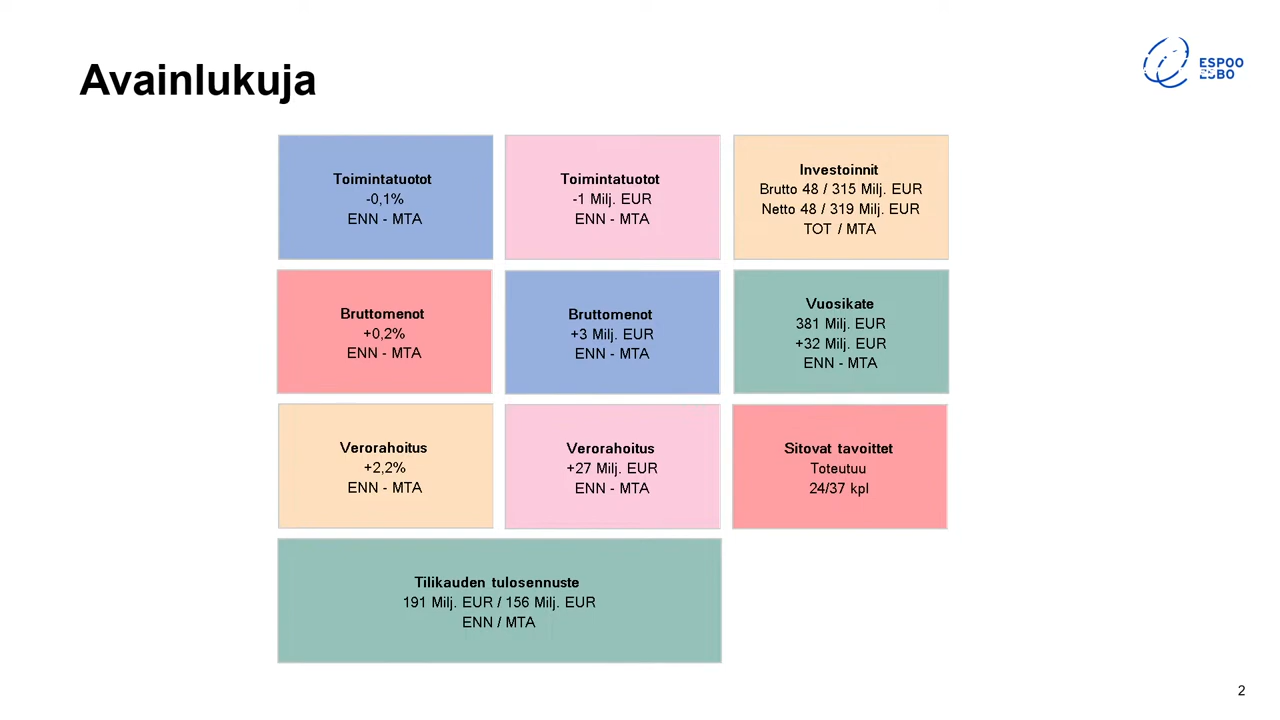 Avainlukuja
ESPOO
ESBO
Toimintatuotot
-0,1%
ENN - MTA
Toimintatuotot
-1 Milj. EUR
ENN - MTA
Investoinnit
Brutto 48 / 315 Milj. EUR
Netto 48 / 319 Milj. EUR
TOT / MTA
Bruttomenot
+0,2%
ENN - MTA
Bruttomenot
+3 Milj. EUR
ENN - MTA
Vuosikate
381 Milj. EUR
+32 Milj. EUR
ENN - MTA
Verorahoitus
+2,2%
ENN - MTA
Verorahoitus
+27 Milj. EUR
ENN - MTA
Sitovat tavoittet
Toteutuu
24/37 kpl
Tilikauden tulosennuste
191 Milj. EUR / 156 Milj. EUR
ENN / MTA
2